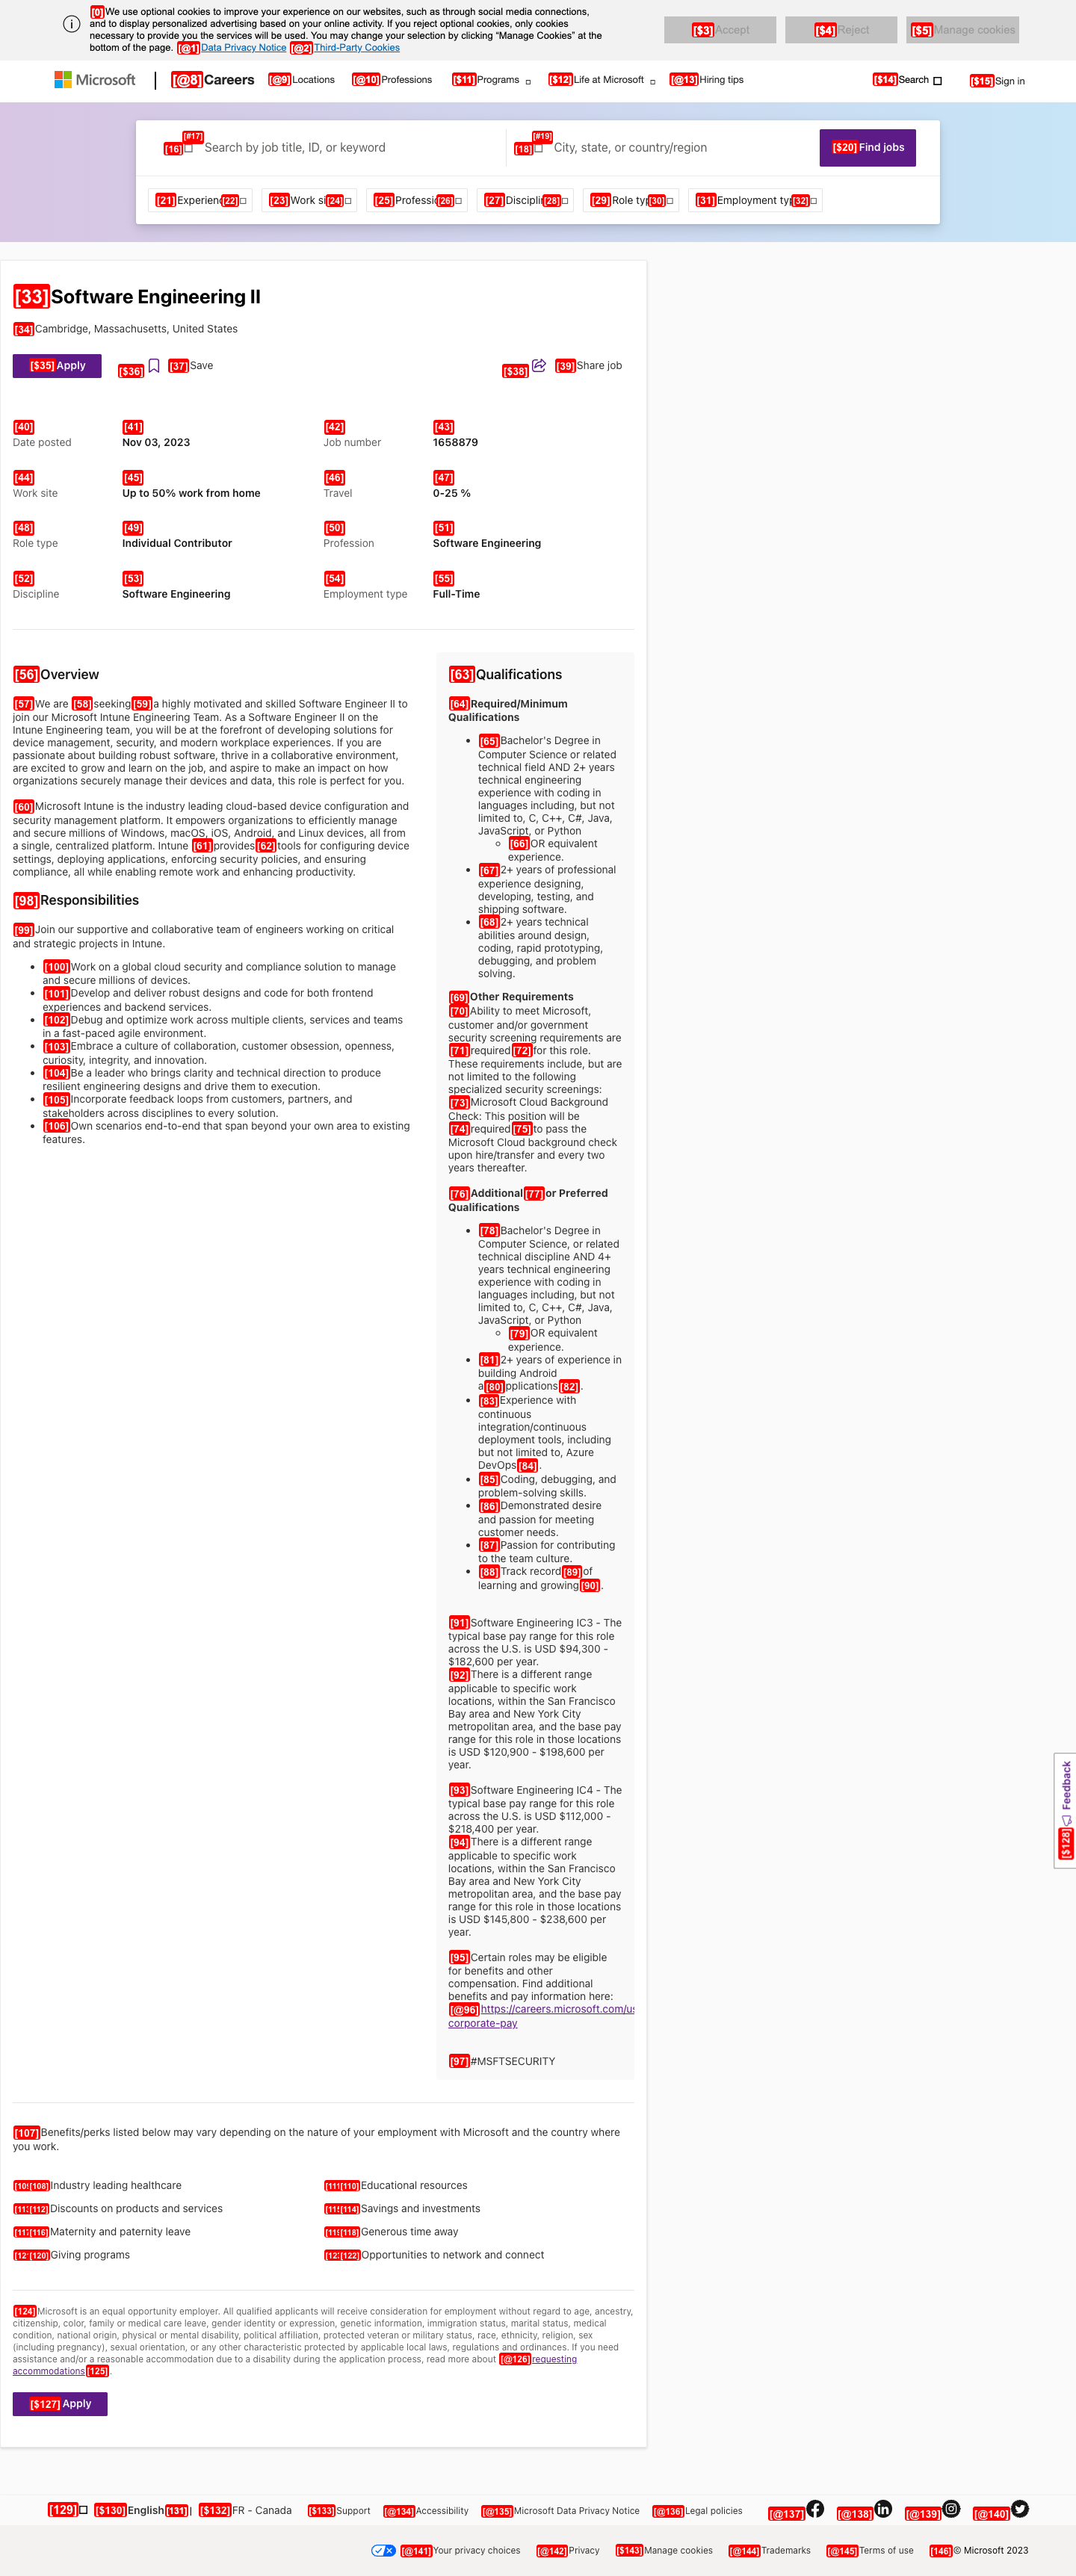 [0]We use optional cookies to improve your experience on our websites, such as through social media connections,
and to display personalized advertising based on your online activity. If you reject optional cookies, only cookies
necessary to provide you the services will be used. You may change your selection by clicking “Manage Cookies” at the
bottom of the page. [@1]Data Privacy Notice [@2]Third-Party Cookies
[$3]Accept [$4]Reject [$5]Manage cookies
Microsoft [@8]Careers [@9]Locations [@10]Professions [$11]Programs [$12]Life at Microsoft [@13]Hiring tips [$14]Search [$15]Sign in
[16] [#17] Search by job title, ID, or keyword [18] [#19] City, state, or country/region [$20]Find jobs
[21]Experienc[22] [23]Work si[24] [25]Professio[26] [27]Disciplin[28] [29]Role typ[30] [31]Employment typ[32]
[33]Software Engineering II
[34]Cambridge, Massachusetts, United States
[$35]Apply [$36] [37]Save [$38] [39]Share job
[40] [41] [42] [43]
Date posted Nov 03, 2023 Job number 1658879
[44] [45] [46] [47]
Work site Up to 50% work from home Travel 0-25 %
[48] [49] [50] [51]
Role type Individual Contributor Profession Software Engineering
[52] [53] [54] [55]
Discipline Software Engineering Employment type Full-Time
[56]Overview
[57]We are [58]seeking[59]a highly motivated and skilled Software Engineer II to
join our Microsoft Intune Engineering Team. As a Software Engineer II on the
Intune Engineering team, you will be at the forefront of developing solutions for
device management, security, and modern workplace experiences. If you are
passionate about building robust software, thrive in a collaborative environment,
are excited to grow and learn on the job, and aspire to make an impact on how
organizations securely manage their devices and data, this role is perfect for you.
[60]Microsoft Intune is the industry leading cloud-based device configuration and
security management platform. It empowers organizations to efficiently manage
and secure millions of Windows, macOS, iOS, Android, and Linux devices, all from
a single, centralized platform. Intune [61]provides[62]tools for configuring device
settings, deploying applications, enforcing security policies, and ensuring
compliance, all while enabling remote work and enhancing productivity.
[98]Responsibilities
[99]Join our supportive and collaborative team of engineers working on critical
and strategic projects in Intune.
• [100]Work on a global cloud security and compliance solution to manage
and secure millions of devices.
• [101]Develop and deliver robust designs and code for both frontend
experiences and backend services.
• [102]Debug and optimize work across multiple clients, services and teams
in a fast-paced agile environment.
• [103]Embrace a culture of collaboration, customer obsession, openness,
curiosity, integrity, and innovation.
• [104]Be a leader who brings clarity and technical direction to produce
resilient engineering designs and drive them to execution.
• [105]Incorporate feedback loops from customers, partners, and
stakeholders across disciplines to every solution.
• [106]Own scenarios end-to-end that span beyond your own area to existing
features.
[63]Qualifications
[64]Required/Minimum
Qualifications
• [65]Bachelor's Degree in
Computer Science or related
technical field AND 2+ years
technical engineering
experience with coding in
languages including, but not
limited to, C, C++, C#, Java,
JavaScript, or Python
◦ [66]OR equivalent
experience.
• [67]2+ years of professional
experience designing,
developing, testing, and
shipping software.
• [68]2+ years technical
abilities around design,
coding, rapid prototyping,
debugging, and problem
solving.
[69]Other Requirements
[70]Ability to meet Microsoft,
customer and/or government
security screening requirements are
[71]required[72]for this role.
These requirements include, but are
not limited to the following
specialized security screenings:
[73]Microsoft Cloud Background
Check: This position will be
[74]required[75]to pass the
Microsoft Cloud background check
upon hire/transfer and every two
years thereafter.
[76]Additional[77]or Preferred
Qualifications
• [78]Bachelor's Degree in
Computer Science, or related
technical discipline AND 4+
years technical engineering
experience with coding in
languages including, but not
limited to, C, C++, C#, Java,
JavaScript, or Python
◦ [79]OR equivalent
experience.
• [81]2+ years of experience in
building Android
a[80]pplications[82].
• [83]Experience with
continuous
integration/continuous
deployment tools, including
but not limited to, Azure
DevOps[84].
• [85]Coding, debugging, and
problem-solving skills.
• [86]Demonstrated desire
and passion for meeting
customer needs.
• [87]Passion for contributing
to the team culture.
• [88]Track record[89]of
learning and growing[90].
[91]Software Engineering IC3 - The
typical base pay range for this role
across the U.S. is USD $94,300 -
$182,600 per year.
[92]There is a different range
applicable to specific work
locations, within the San Francisco
Bay area and New York City
metropolitan area, and the base pay
range for this role in those locations
is USD $120,900 - $198,600 per
year.
[93]Software Engineering IC4 - The
typical base pay range for this role
across the U.S. is USD $112,000 -
$218,400 per year.
[94]There is a different range
applicable to specific work
locations, within the San Francisco
Bay area and New York City
metropolitan area, and the base pay
range for this role in those locations
is USD $145,800 - $238,600 per
year.
[95]Certain roles may be eligible
for benefits and other
compensation. Find additional
benefits and pay information here:
[@96]https://careers.microsoft.com/us
corporate-pay
[97]#MSFTSECURITY
[$128] Feedback
[107]Benefits/perks listed below may vary depending on the nature of your employment with Microsoft and the country where
you work.
[108]Industry leading healthcare [110]Educational resources
[112]Discounts on products and services [114]Savings and investments
[116]Maternity and paternity leave [118]Generous time away
[120]Giving programs [122]Opportunities to network and connect
[124]Microsoft is an equal opportunity employer. All qualified applicants will receive consideration for employment without regard to age, ancestry,
citizenship, color, family or medical care leave, gender identity or expression, genetic information, immigration status, marital status, medical
condition, national origin, physical or mental disability, political affiliation, protected veteran or military status, race, ethnicity, religion, sex
(including pregnancy), sexual orientation, or any other characteristic protected by applicable local laws, regulations and ordinances. If you need
assistance and/or a reasonable accommodation due to a disability during the application process, read more about [@126]requesting
accommodations[125].
[$127]Apply
[129] [$130]English[131]| [$132]FR - Canada [$133]Support [@134]Accessibility [@135]Microsoft Data Privacy Notice [@136]Legal policies [@137] [@138] [@139] [@140]
[@141]Your privacy choices [@142]Privacy [$143]Manage cookies [@144]Trademarks [@145]Terms of use [146]© Microsoft 2023